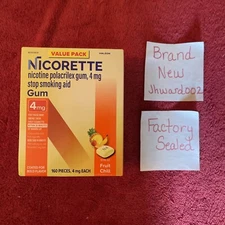 VALUE PACK
NICORETTE
nicotine polacrilex gum, 4 mg
stop smoking aid
Gum
4mg
Fruit
Chill
160 PIECES, 4 mg EACH
Brand
New
Jhward002
Factory
Sealed